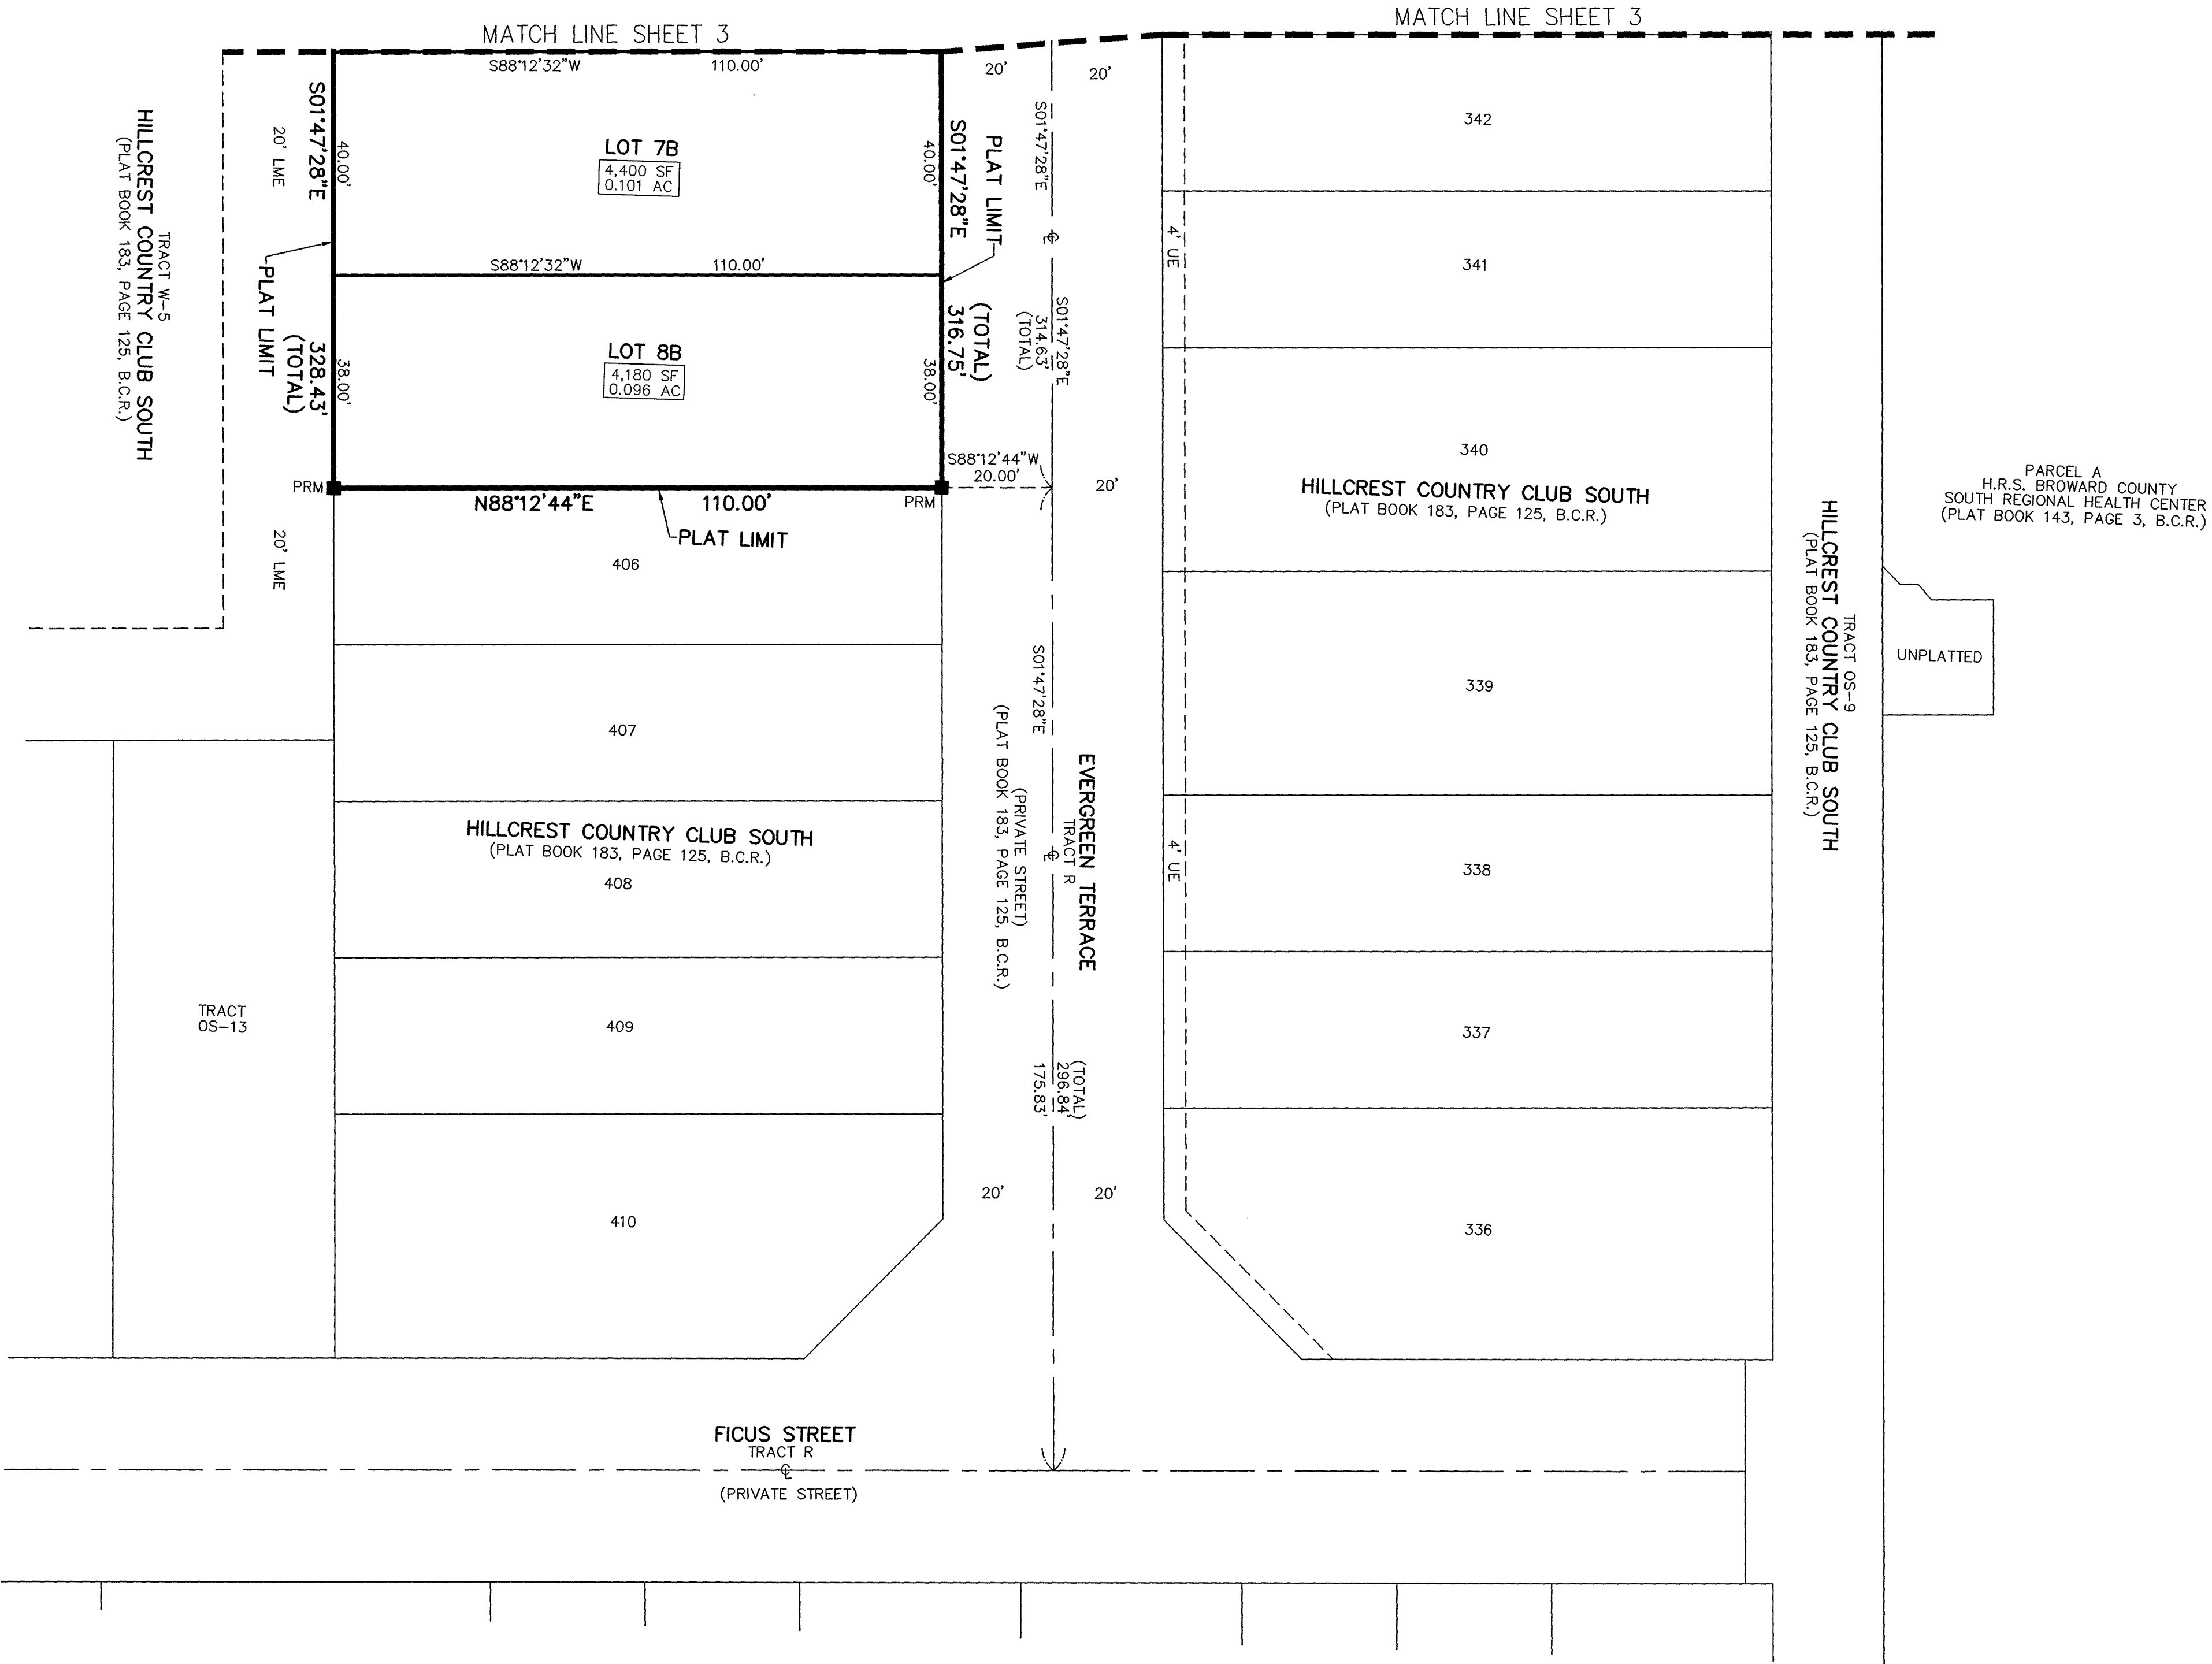 MATCH LINE SHEET 3
MATCH LINE SHEET 3
S88°12'32"W 110.00'
20'
20'
S01°47'28"E
20' LME
40.00'
LOT 7B
4,400 SF
0.101 AC
40.00'
S01°47'28"E
PLAT LIMIT
S01°47'28"E
342
TRACT W-5
HILLCREST COUNTRY CLUB SOUTH
(PLAT BOOK 183, PAGE 125, B.C.R.)
PLAT LIMIT
S88°12'32"W 110.00'
℄
4' UE
341
328.43'
(TOTAL)
38.00'
LOT 8B
4,180 SF
0.096 AC
38.00'
(TOTAL)
316.75'
S01°47'28"E
314.63'
(TOTAL)
340
HILLCREST COUNTRY CLUB SOUTH
(PLAT BOOK 183, PAGE 125, B.C.R.)
S88°12'44"W
20.00'
20'
PRM
N88°12'44"E 110.00'
PRM
PLAT LIMIT
PARCEL A
H.R.S. BROWARD COUNTY
SOUTH REGIONAL HEALTH CENTER
(PLAT BOOK 143, PAGE 3, B.C.R.)
TRACT OS-9
HILLCREST COUNTRY CLUB SOUTH
(PLAT BOOK 183, PAGE 125, B.C.R.)
UNPLATTED
20' LME
406
407
HILLCREST COUNTRY CLUB SOUTH
(PLAT BOOK 183, PAGE 125, B.C.R.)
408
409
410
TRACT
OS-13
S01°47'28"E
EVERGREEN TERRACE
TRACT R
℄
(PRIVATE STREET)
(PLAT BOOK 183, PAGE 125, B.C.R.)
(TOTAL)
296.84'
175.83'
20'
20'
339
4' UE
338
337
336
FICUS STREET
TRACT R
℄
(PRIVATE STREET)